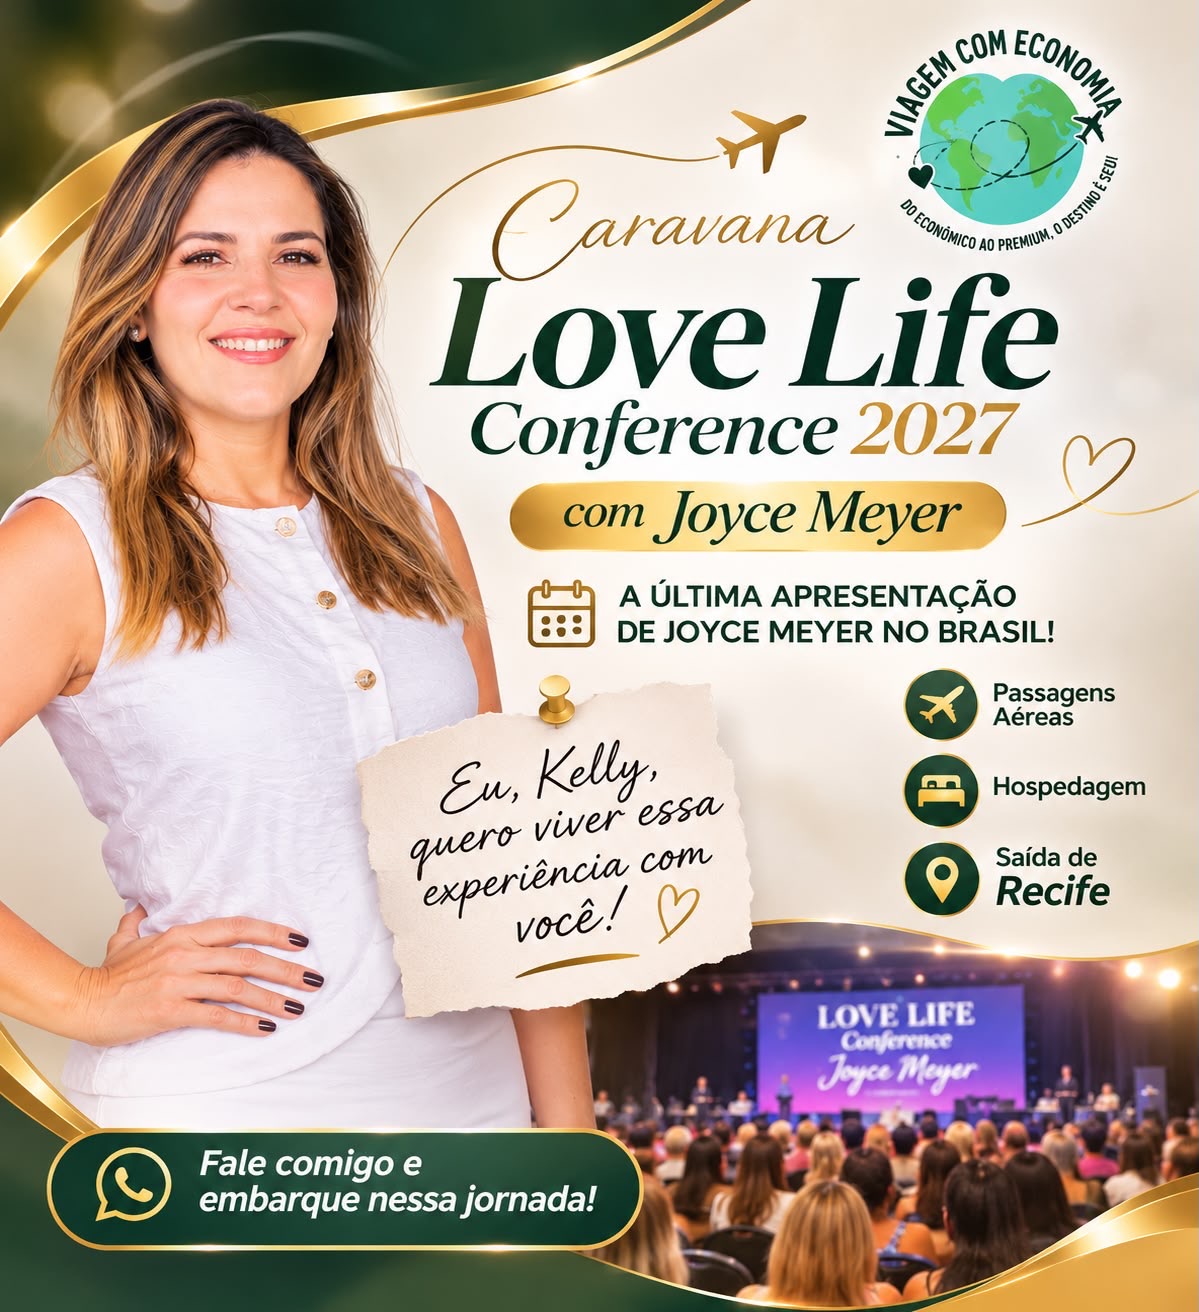 VIAGEM COM ECONOMIA
DO ECONÔMICO AO PREMIUM, O DESTINO É SEU!
Caravana
Love Life
Conference 2027
com Joyce Meyer
A ÚLTIMA APRESENTAÇÃO
DE JOYCE MEYER NO BRASIL!
Passagens
Aéreas
Hospedagem
Saída de
Recife
Eu, Kelly,
quero viver essa
experiência com
você!
LOVE LIFE
Conference
Joyce Meyer
Fale comigo e
embarque nessa jornada!